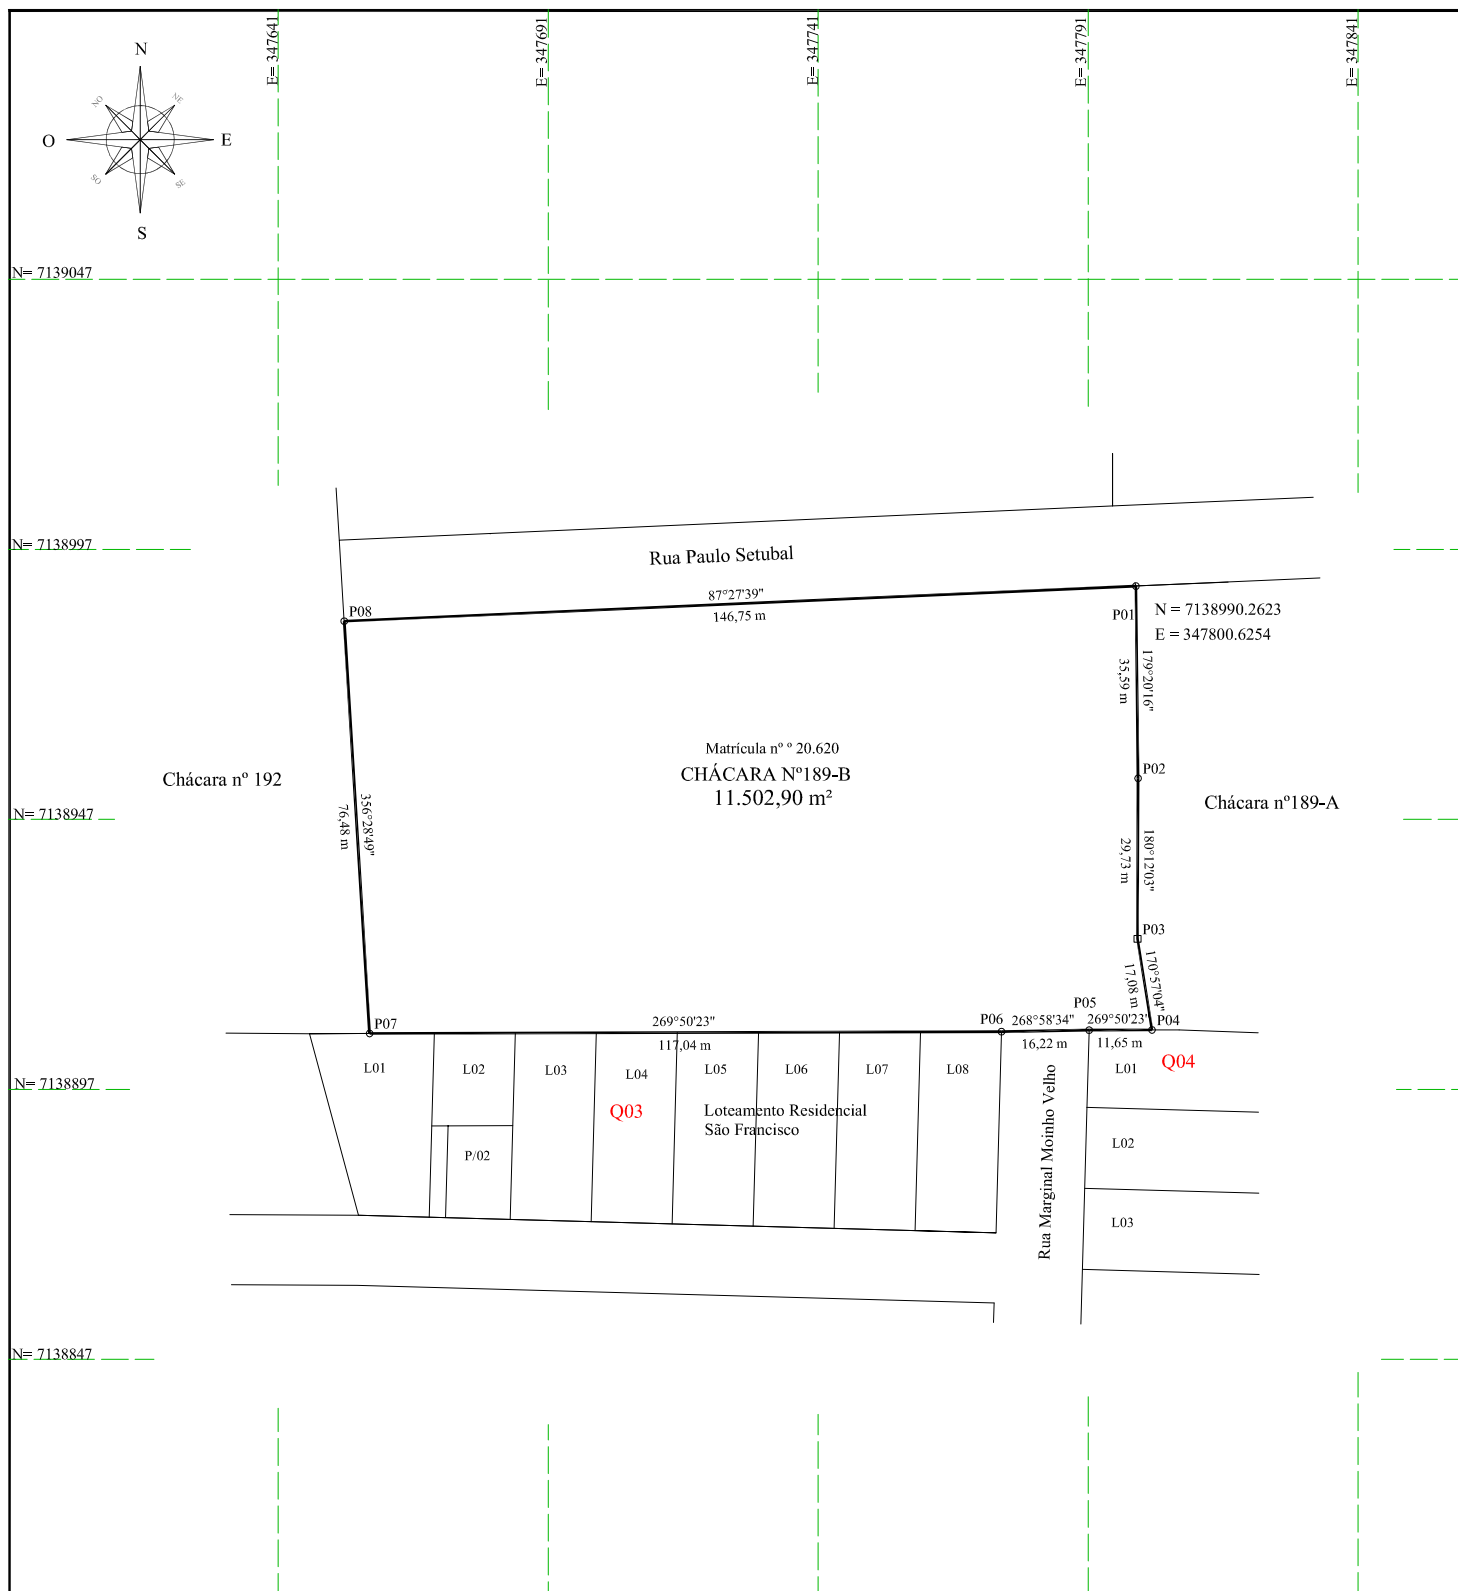 E= 347641
E= 347691
E= 347741
E= 347791
E= 347841
N
NO
NE
O
E
SO
SE
S
N= 7139047
N= 7138997
Rua Paulo Setubal
P08
87°27'39"
146,75 m
P01
N = 7138990.2623
E = 347800.6254
179°20'16"
35,59 m
Matrícula nº º 20.620
CHÁCARA Nº189-B
11.502,90 m²
P02
Chácara nº 192
Chácara nº189-A
N= 7138947
356°28'49"
76,48 m
180°12'03"
29,73 m
P03
170°57'04"
17,08 m
P07
269°50'23"
117,04 m
P06
268°58'34"
16,22 m
P05
269°50'23"
11,65 m
P04
N= 7138897
L01
L02
L03
L04
L05
L06
L07
L08
L01
Q04
Q03
Loteamento Residencial
São Francisco
P/02
Rua Marginal Moinho Velho
L02
L03
N= 7138847